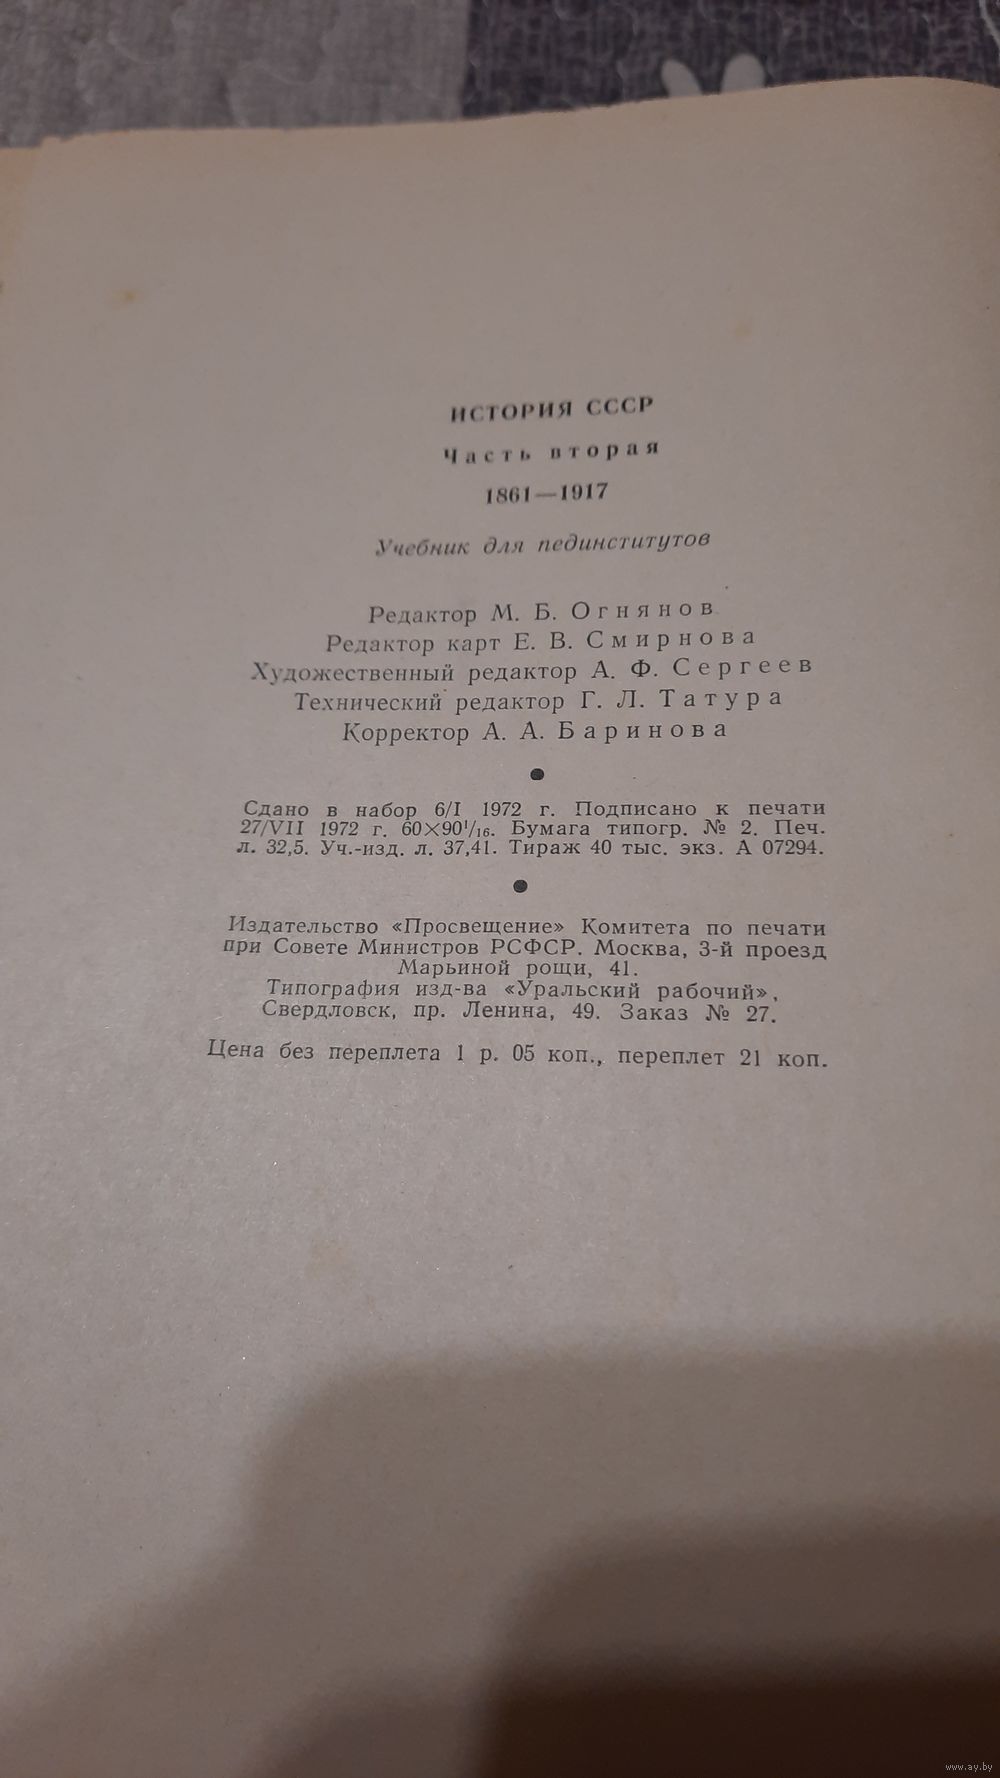 ИСТОРИЯ СССР
Часть вторая
1861—1917
Учебник для пединститутов
Редактор М. Б. Огнянов
Редактор карт Е. В. Смирнова
Художественный редактор А. Ф. Сергеев
Технический редактор Г. Л. Татура
Корректор А. А. Баринова
●
Сдано в набор 6/I 1972 г. Подписано к печати
27/VII 1972 г. 60×90¹/₁₆. Бумага типогр. № 2. Печ.
л. 32,5. Уч.-изд. л. 37,41. Тираж 40 тыс. экз. А 07294.
●
Издательство «Просвещение» Комитета по печати
при Совете Министров РСФСР. Москва, 3-й проезд
Марьиной рощи, 41.
Типография изд-ва «Уральский рабочий»,
Свердловск, пр. Ленина, 49. Заказ № 27.
Цена без переплета 1 р. 05 коп., переплет 21 коп.
www.ay.by